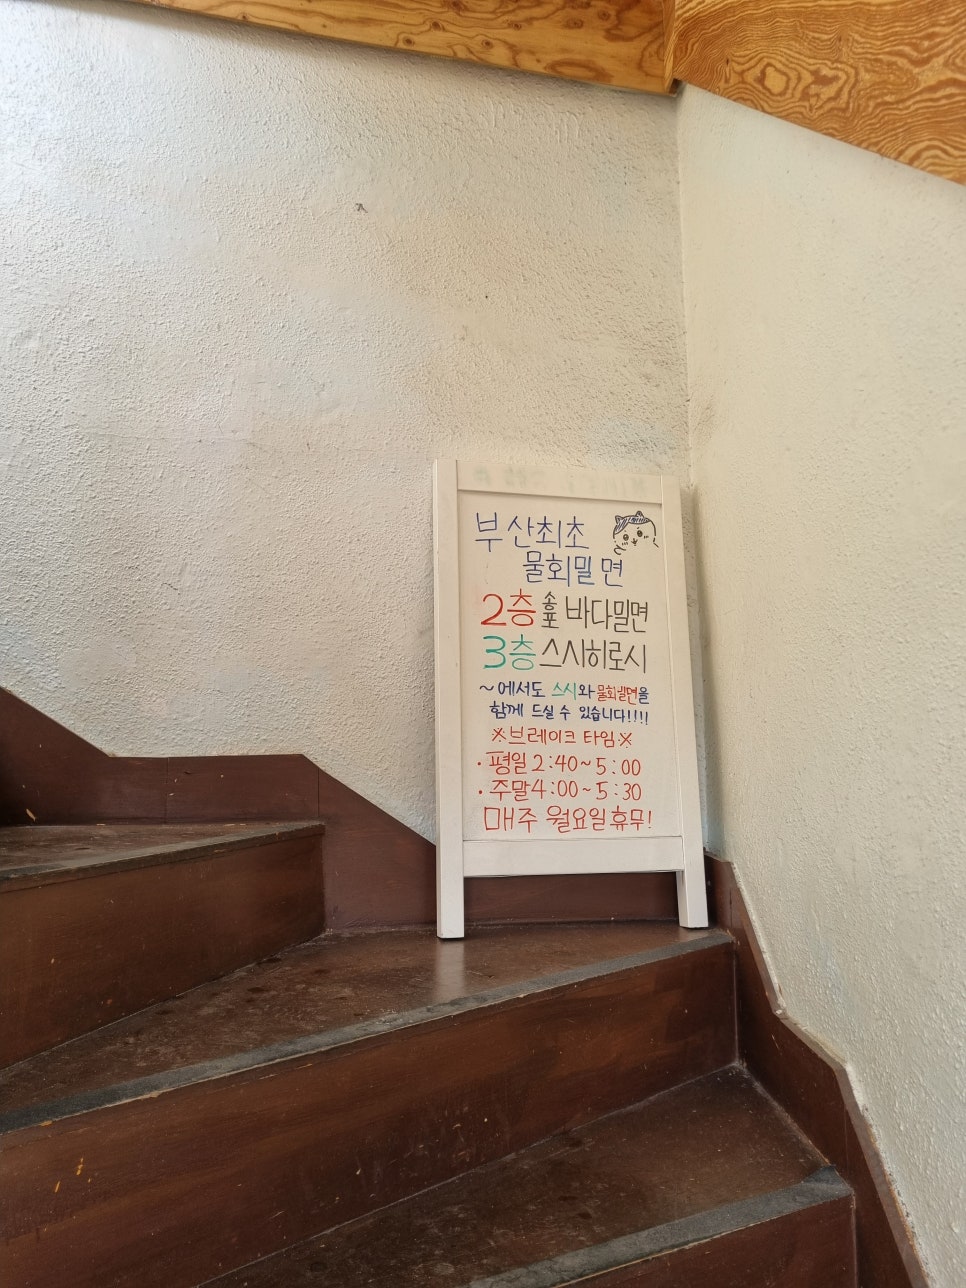 부산최초
물회밀면
2층 숲 바다밀면
3층 스시히로시
~에서도 스시와 물회밀면을
함께 드실 수 있습니다!!!!
※브레이크 타임※
· 평일 2:40~5:00
· 주말 4:00~5:30
매주 월요일 휴무!